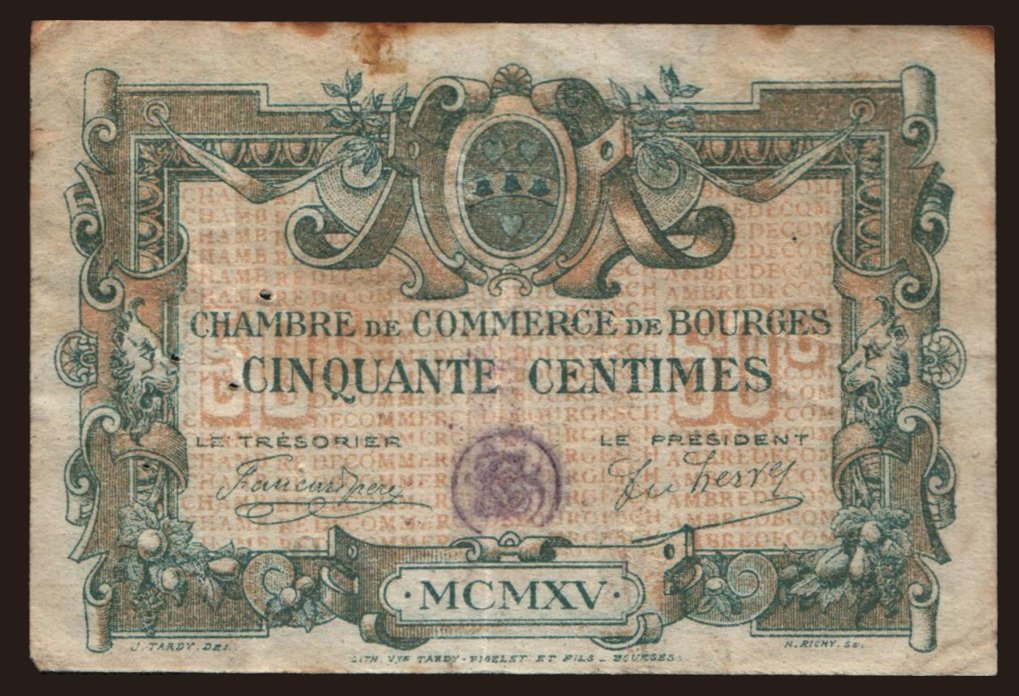 CHAMBRE DE COMMERCE DE BOURGES
CINQUANTE CENTIMES
LE TRÉSORIER
LE PRÉSIDENT
· MCMXV ·
J. TARDY. DEL.
H. RICHY. SC.
LITH. VVE TARDY-PIGELET ET FILS - BOURGES